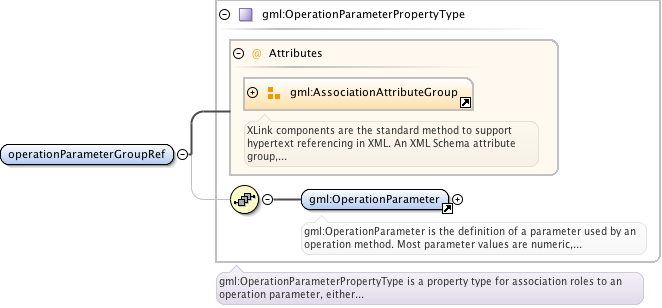 gml:OperationParameterPropertyType
@ Attributes
gml:AssociationAttributeGroup
XLink components are the standard method to support
hypertext referencing in XML. An XML Schema attribute
group,...
operationParameterGroupRef
gml:OperationParameter
gml:OperationParameter is the definition of a parameter used by an
operation method. Most parameter values are numeric,...
gml:OperationParameterPropertyType is a property type for association roles to an
operation parameter, either...